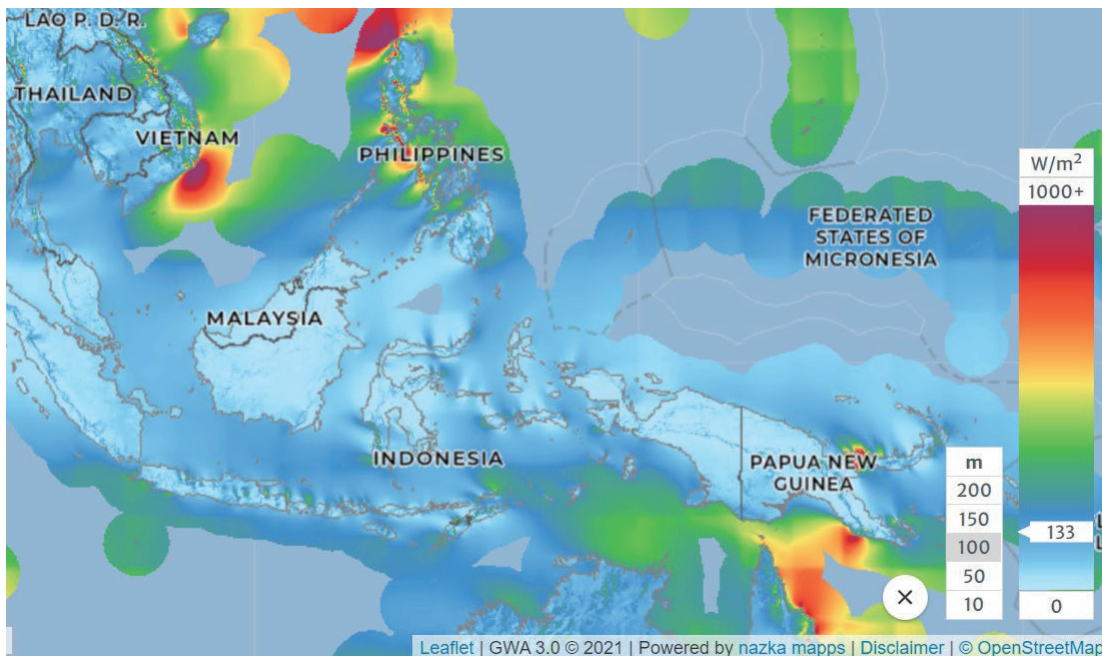 LAO P. D. R.
THAILAND
VIETNAM
PHILIPPINES
FEDERATED
STATES OF
MICRONESIA
MALAYSIA
INDONESIA
PAPUA NEW
GUINEA
W/m²
1000+
133
0
m
200
150
100
50
10
×
L
L
Leaflet | GWA 3.0 © 2021 | Powered by nazka mapps | Disclaimer | © OpenStreetMap